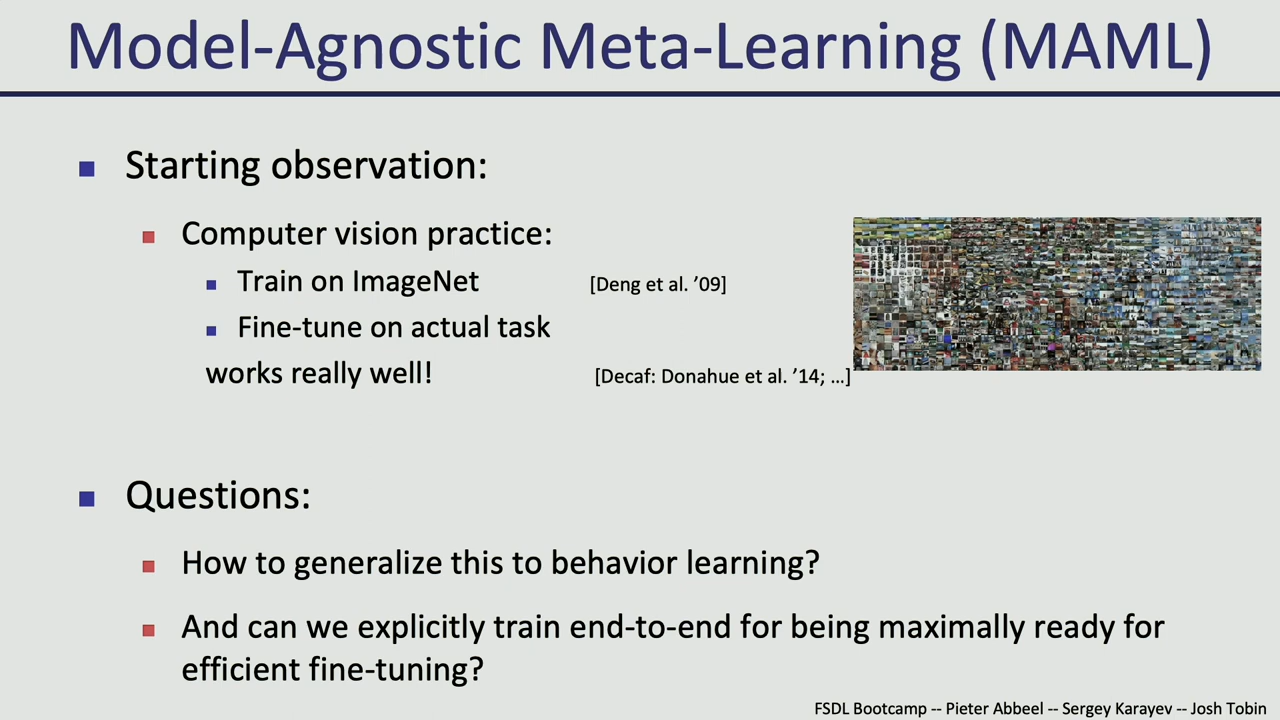 Model-Agnostic Meta-Learning (MAML)
Starting observation:
Computer vision practice:
Train on ImageNet [Deng et al. ’09]
Fine-tune on actual task
works really well! [Decaf: Donahue et al. ’14; …]
Questions:
How to generalize this to behavior learning?
And can we explicitly train end-to-end for being maximally ready for
efficient fine-tuning?
FSDL Bootcamp -- Pieter Abbeel -- Sergey Karayev -- Josh Tobin